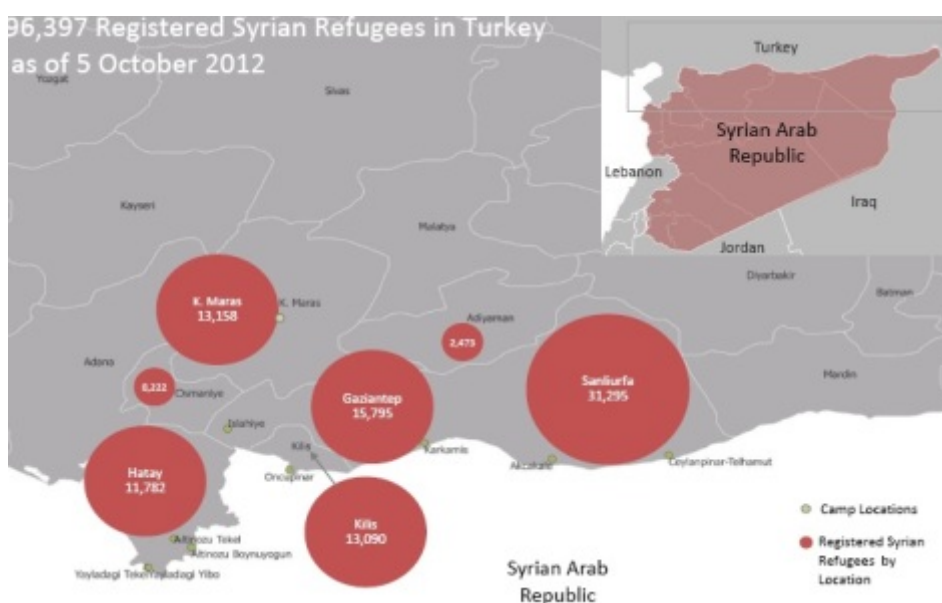 96,397 Registered Syrian Refugees in Turkey
as of 5 October 2012
Yozgat
Sivas
Turkey
Syrian Arab
Republic
Lebanon
Iraq
Jordan
Kayseri
Malatya
Diyarbakir
Batman
K. Maras
13,158
K. Maras
Adiyaman
2,473
Adana
Osmaniye
Sanliurfa
31,295
Mardin
Gaziantep
15,795
Islahiye
Kilis
Karkamis
Akcakale
Ceylanpinar-Telhamut
Oncupinar
Hatay
11,782
Kilis
13,090
Altinozu Tekel
Altinozu Boynuyogun
Yayladagi Tekel
Yayladagi Yibo
Syrian Arab
Republic
Camp Locations
Registered Syrian
Refugees by
Location